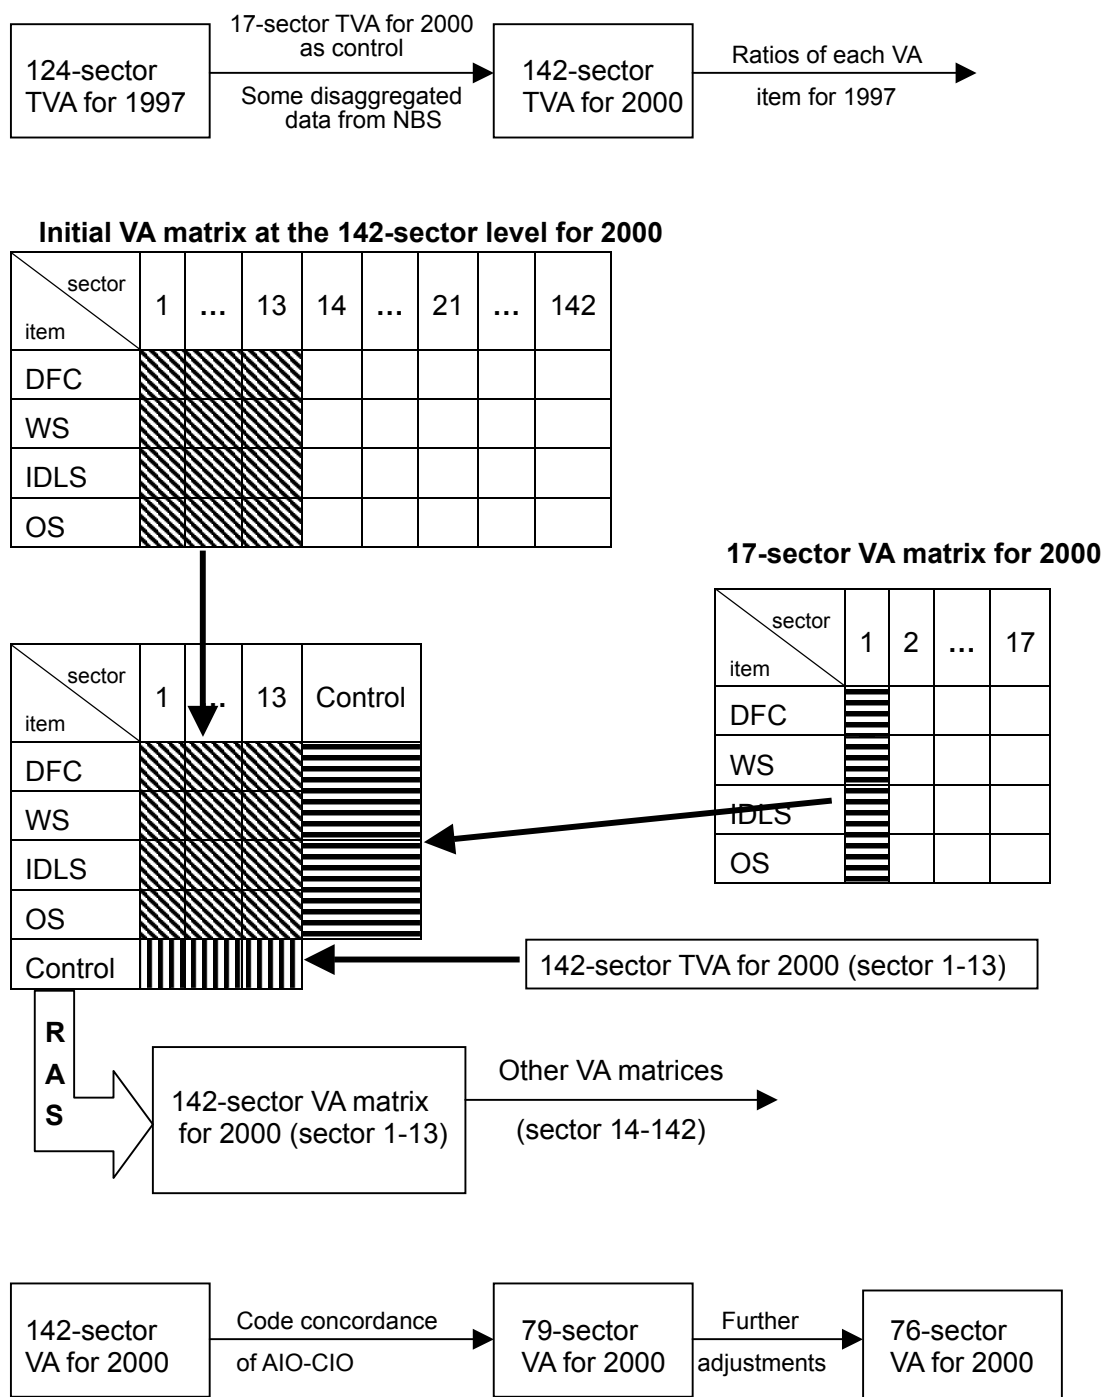 17-sector TVA for 2000
as control
124-sector
TVA for 1997
Some disaggregated
data from NBS
142-sector
TVA for 2000
Ratios of each VA
item for 1997
Initial VA matrix at the 142-sector level for 2000
sector
item
1 ... 13 14 ... 21 ... 142
DFC
WS
IDLS
OS
17-sector VA matrix for 2000
sector
item
1 2 ... 17
DFC
WS
IDLS
OS
sector
item
1 ... 13 Control
DFC
WS
IDLS
OS
Control
142-sector TVA for 2000 (sector 1-13)
R
A
S
142-sector VA matrix
for 2000 (sector 1-13)
Other VA matrices
(sector 14-142)
142-sector
VA for 2000
Code concordance
of AIO-CIO
79-sector
VA for 2000
Further
adjustments
76-sector
VA for 2000